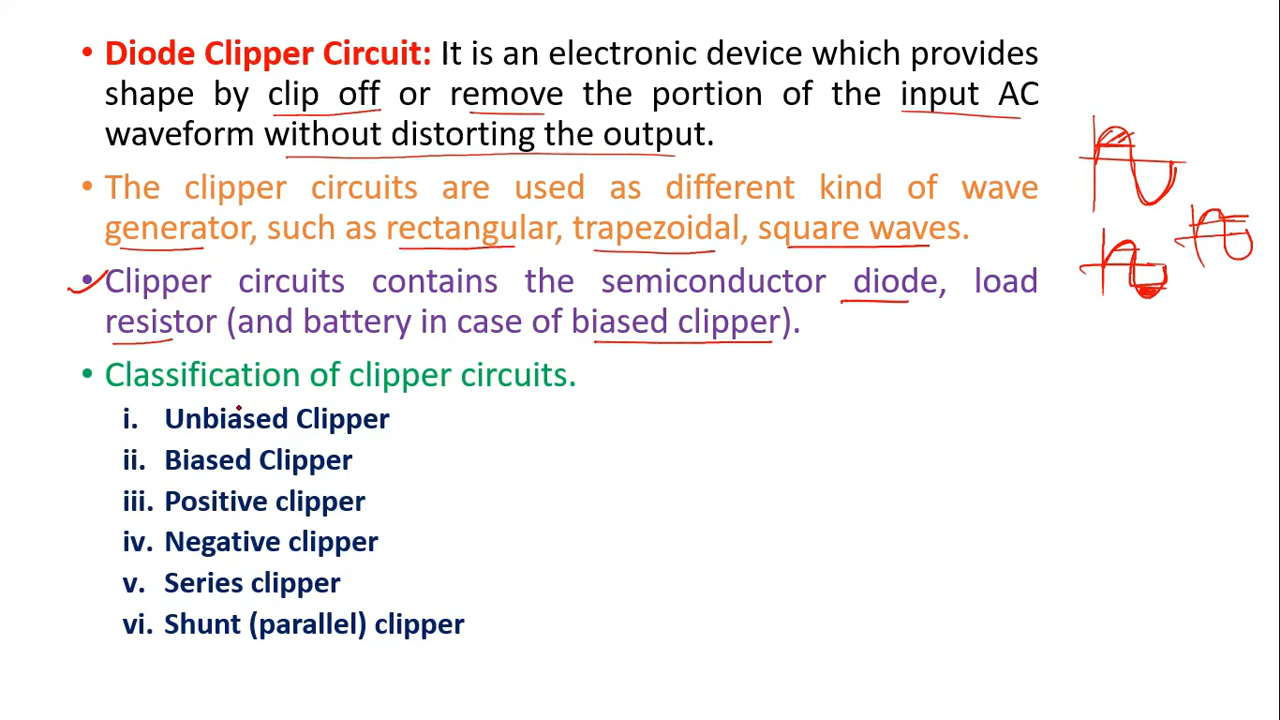 • Diode Clipper Circuit: It is an electronic device which provides
shape by clip off or remove the portion of the input AC
waveform without distorting the output.
• The clipper circuits are used as different kind of wave
generator, such as rectangular, trapezoidal, square waves.
• Clipper circuits contains the semiconductor diode, load
resistor (and battery in case of biased clipper).
• Classification of clipper circuits.
i. Unbiased Clipper
ii. Biased Clipper
iii. Positive clipper
iv. Negative clipper
v. Series clipper
vi. Shunt (parallel) clipper